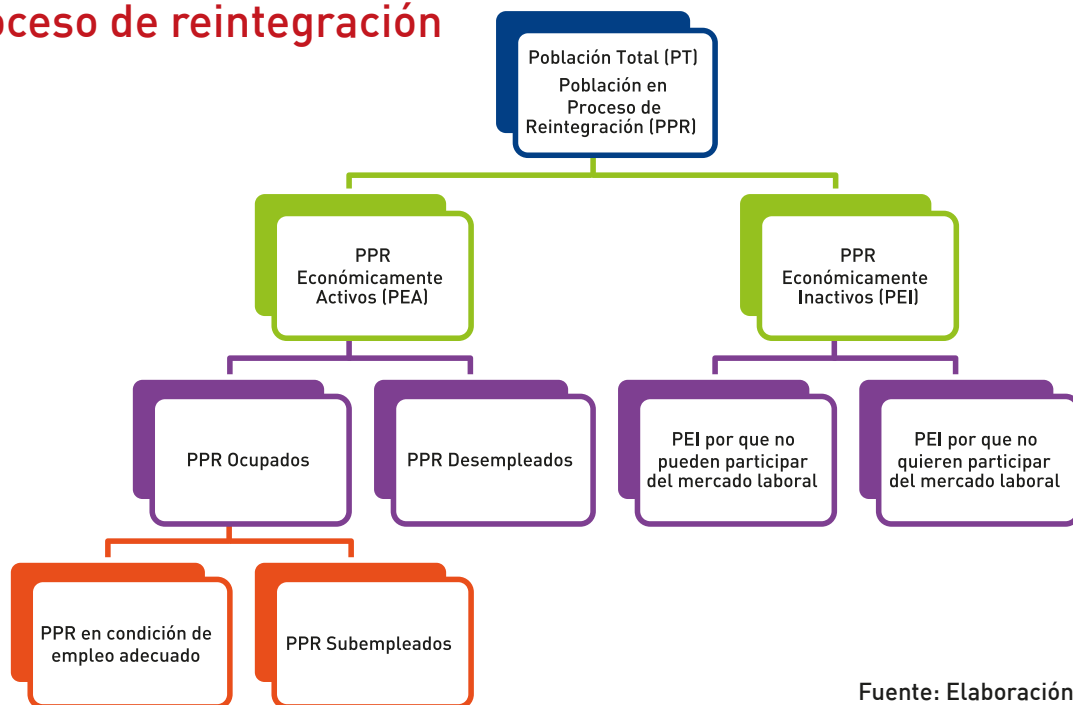 oceso de reintegración
Población Total (PT)
Población en
Proceso de
Reintegración (PPR)
PPR
Económicamente
Activos (PEA)
PPR
Económicamente
Inactivos (PEI)
PPR Ocupados
PPR Desempleados
PEI por que no
pueden participar
del mercado laboral
PEI por que no
quieren participar
del mercado laboral
PPR en condición de
empleo adecuado
PPR Subempleados
Fuente: Elaboración